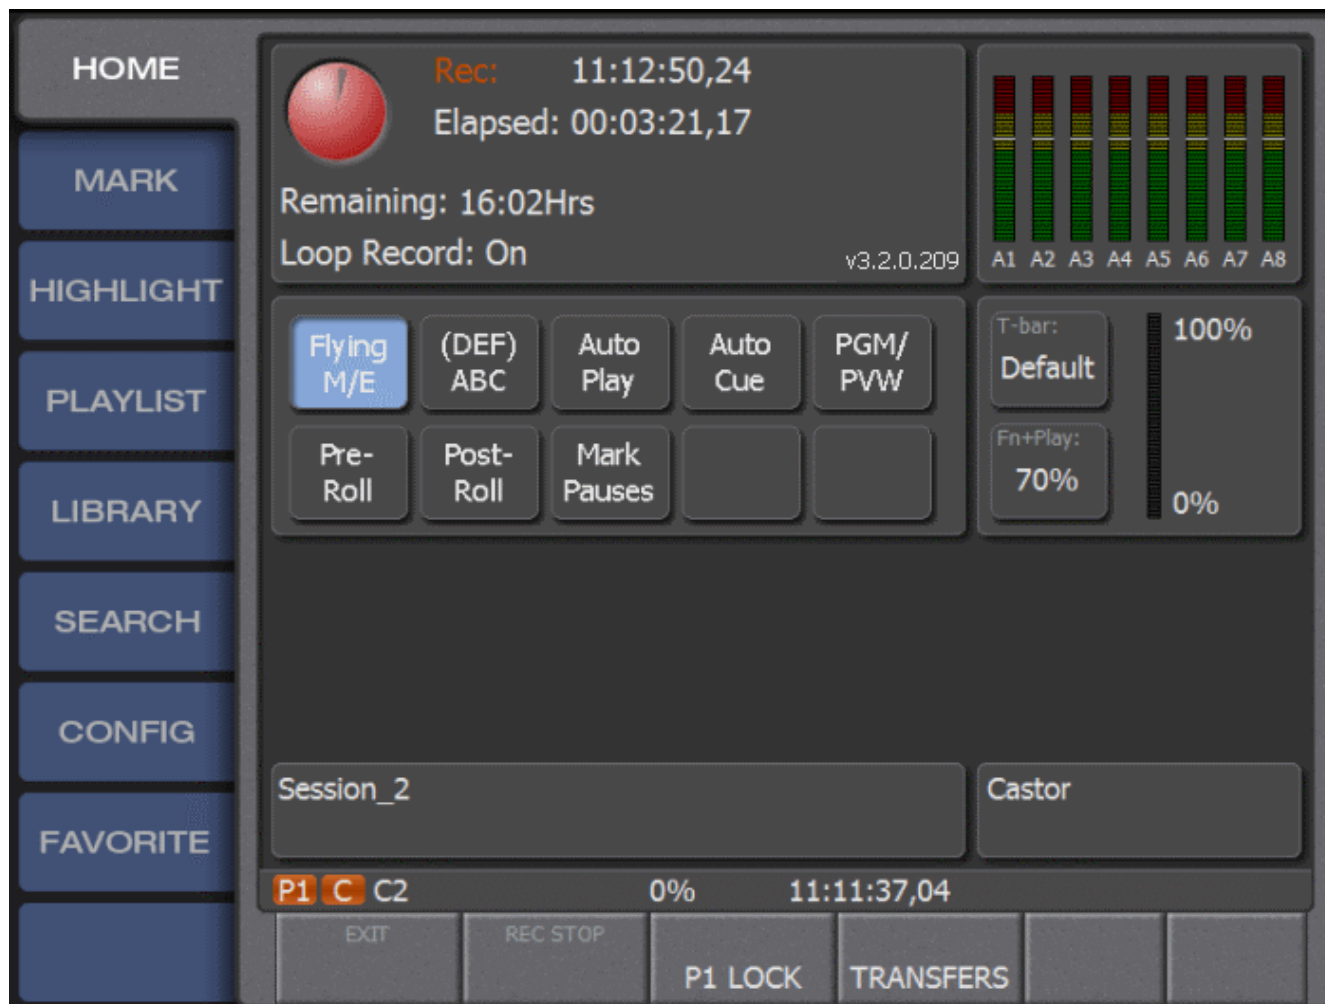 HOME
MARK
HIGHLIGHT
PLAYLIST
LIBRARY
SEARCH
CONFIG
FAVORITE
Rec: 11:12:50,24
Elapsed: 00:03:21,17
Remaining: 16:02Hrs
Loop Record: On
v3.2.0.209
A1 A2 A3 A4 A5 A6 A7 A8
Flying
M/E
(DEF)
ABC
Auto
Play
Auto
Cue
PGM/
PVW
Pre-
Roll
Post-
Roll
Mark
Pauses
T-bar:
Default
Fn+Play:
70%
100%
0%
Session_2
Castor
P1 C C2 0% 11:11:37,04
EXIT
REC STOP
P1 LOCK
TRANSFERS